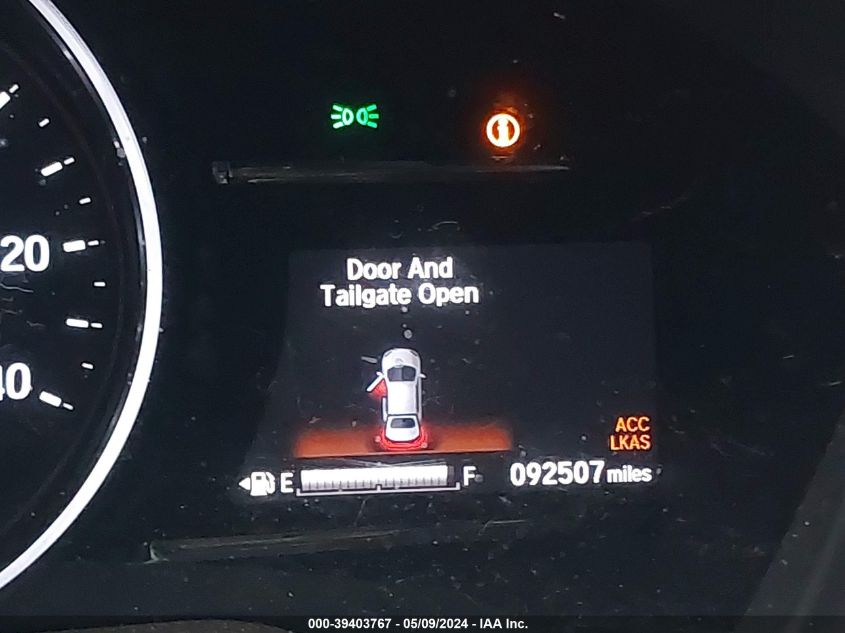 20
Door And
Tailgate Open
40
ACC
LKAS
E F 092507 miles
000-39403767 - 05/09/2024 - IAA Inc.